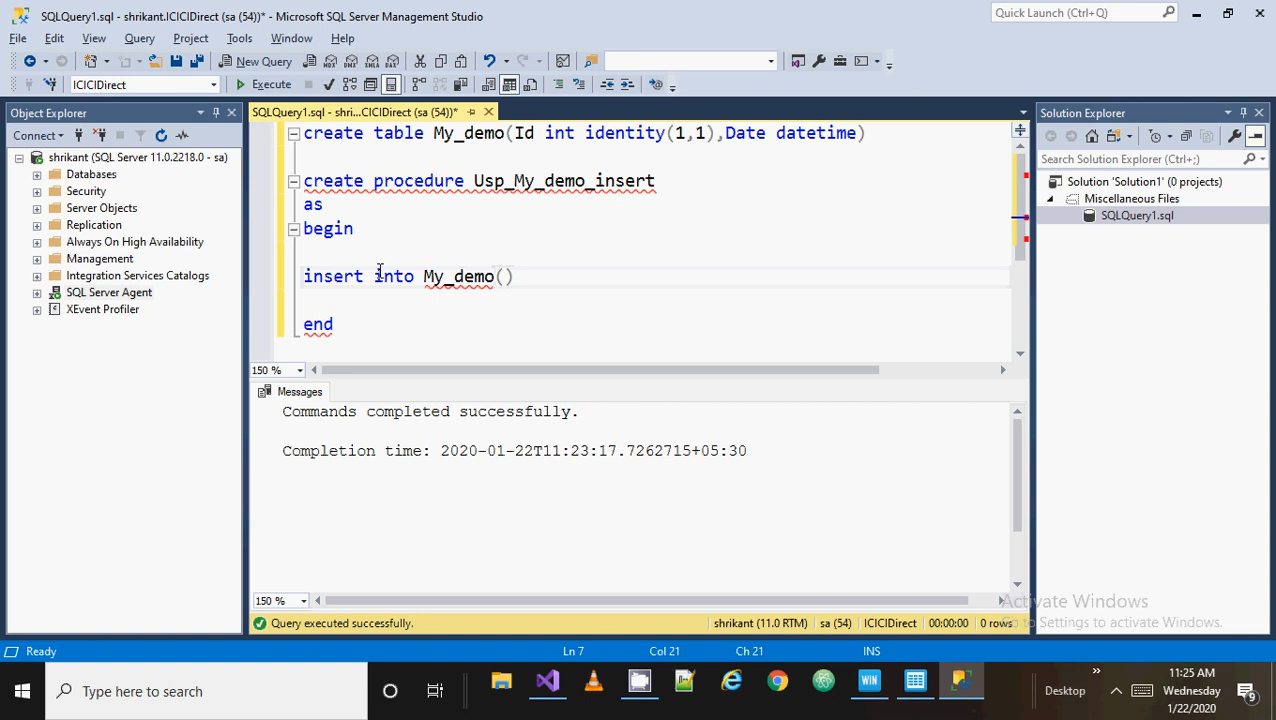 SQLQuery1.sql - shrikant.ICICIDirect (sa (54))* - Microsoft SQL Server Management Studio
Quick Launch (Ctrl+Q)
File Edit View Query Project Tools Window Help
New Query
ICICIDirect
Execute
Object Explorer
Connect
shrikant (SQL Server 11.0.2218.0 - sa)
Databases
Security
Server Objects
Replication
Always On High Availability
Management
Integration Services Catalogs
SQL Server Agent
XEvent Profiler
SQLQuery1.sql - shri...CICIDirect (sa (54))*
create table My_demo(Id int identity(1,1),Date datetime)
create procedure Usp_My_demo_insert
as
begin
insert into My_demo()
end
150 %
Messages
Commands completed successfully.
Completion time: 2020-01-22T11:23:17.7262715+05:30
150 %
Query executed successfully.
shrikant (11.0 RTM) sa (54) ICICIDirect 00:00:00 0 rows
Solution Explorer
Search Solution Explorer (Ctrl+;)
Solution 'Solution1' (0 projects)
Miscellaneous Files
SQLQuery1.sql
Activate Windows
Go to Settings to activate Windows.
Ready Ln 7 Col 21 Ch 21 INS
Type here to search
WIN
Desktop
11:25 AM
Wednesday
1/22/2020
9